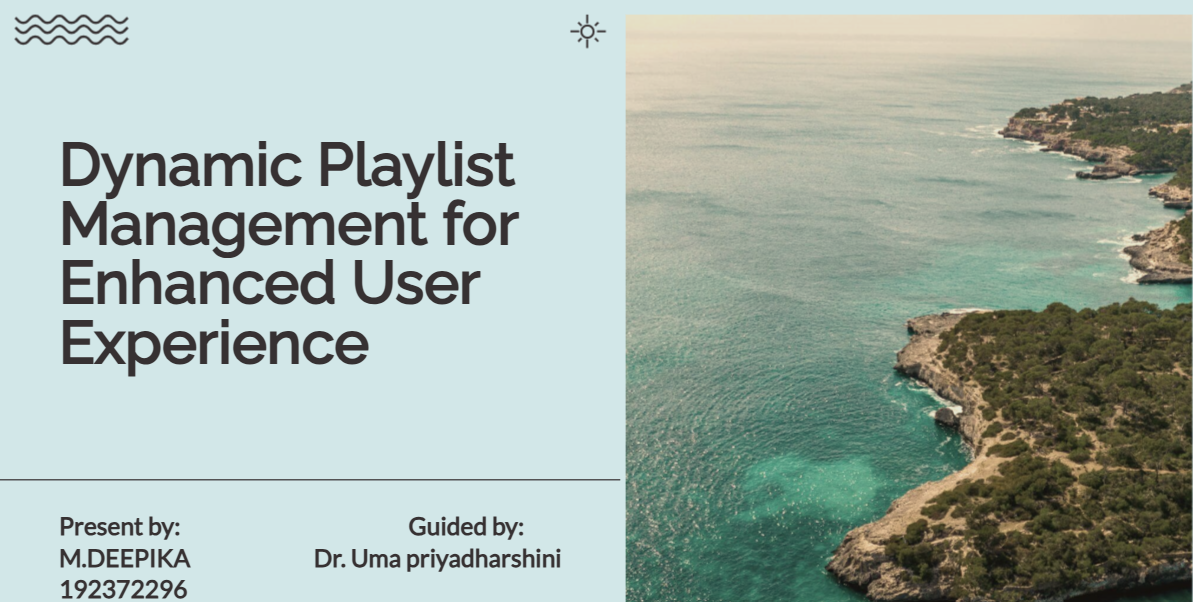 Dynamic Playlist
Management for
Enhanced User
Experience
Present by:
M.DEEPIKA
192372296
Guided by:
Dr. Uma priyadharshini